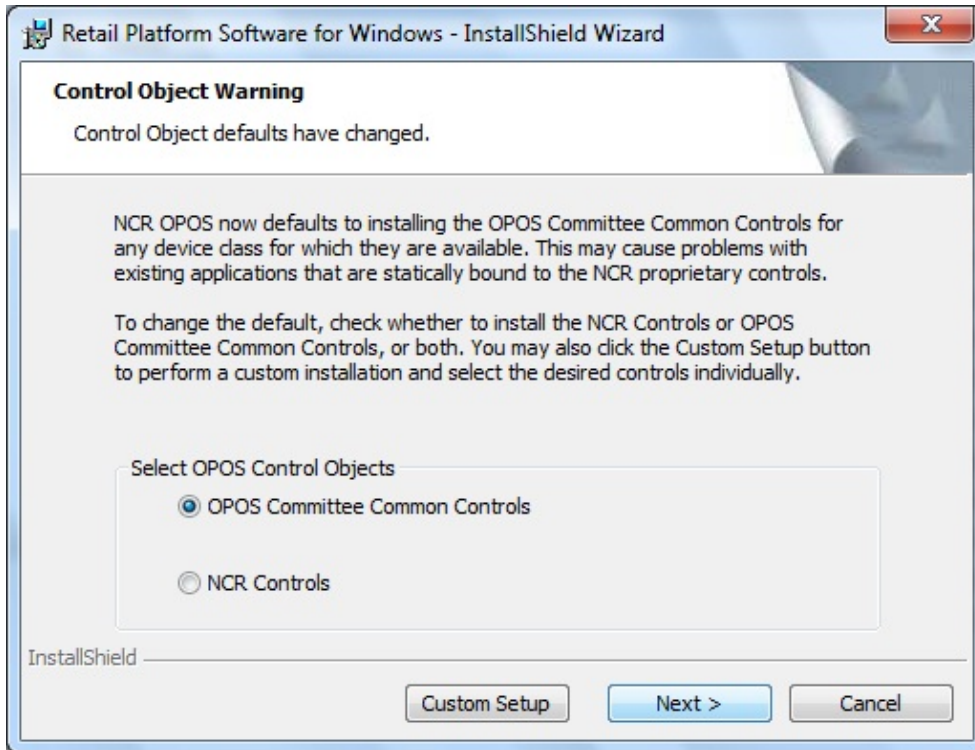 Retail Platform Software for Windows - InstallShield Wizard
Control Object Warning
Control Object defaults have changed.
NCR OPOS now defaults to installing the OPOS Committee Common Controls for
any device class for which they are available. This may cause problems with
existing applications that are statically bound to the NCR proprietary controls.
To change the default, check whether to install the NCR Controls or OPOS
Committee Common Controls, or both. You may also click the Custom Setup button
to perform a custom installation and select the desired controls individually.
Select OPOS Control Objects
OPOS Committee Common Controls
NCR Controls
InstallShield
Custom Setup
Next >
Cancel